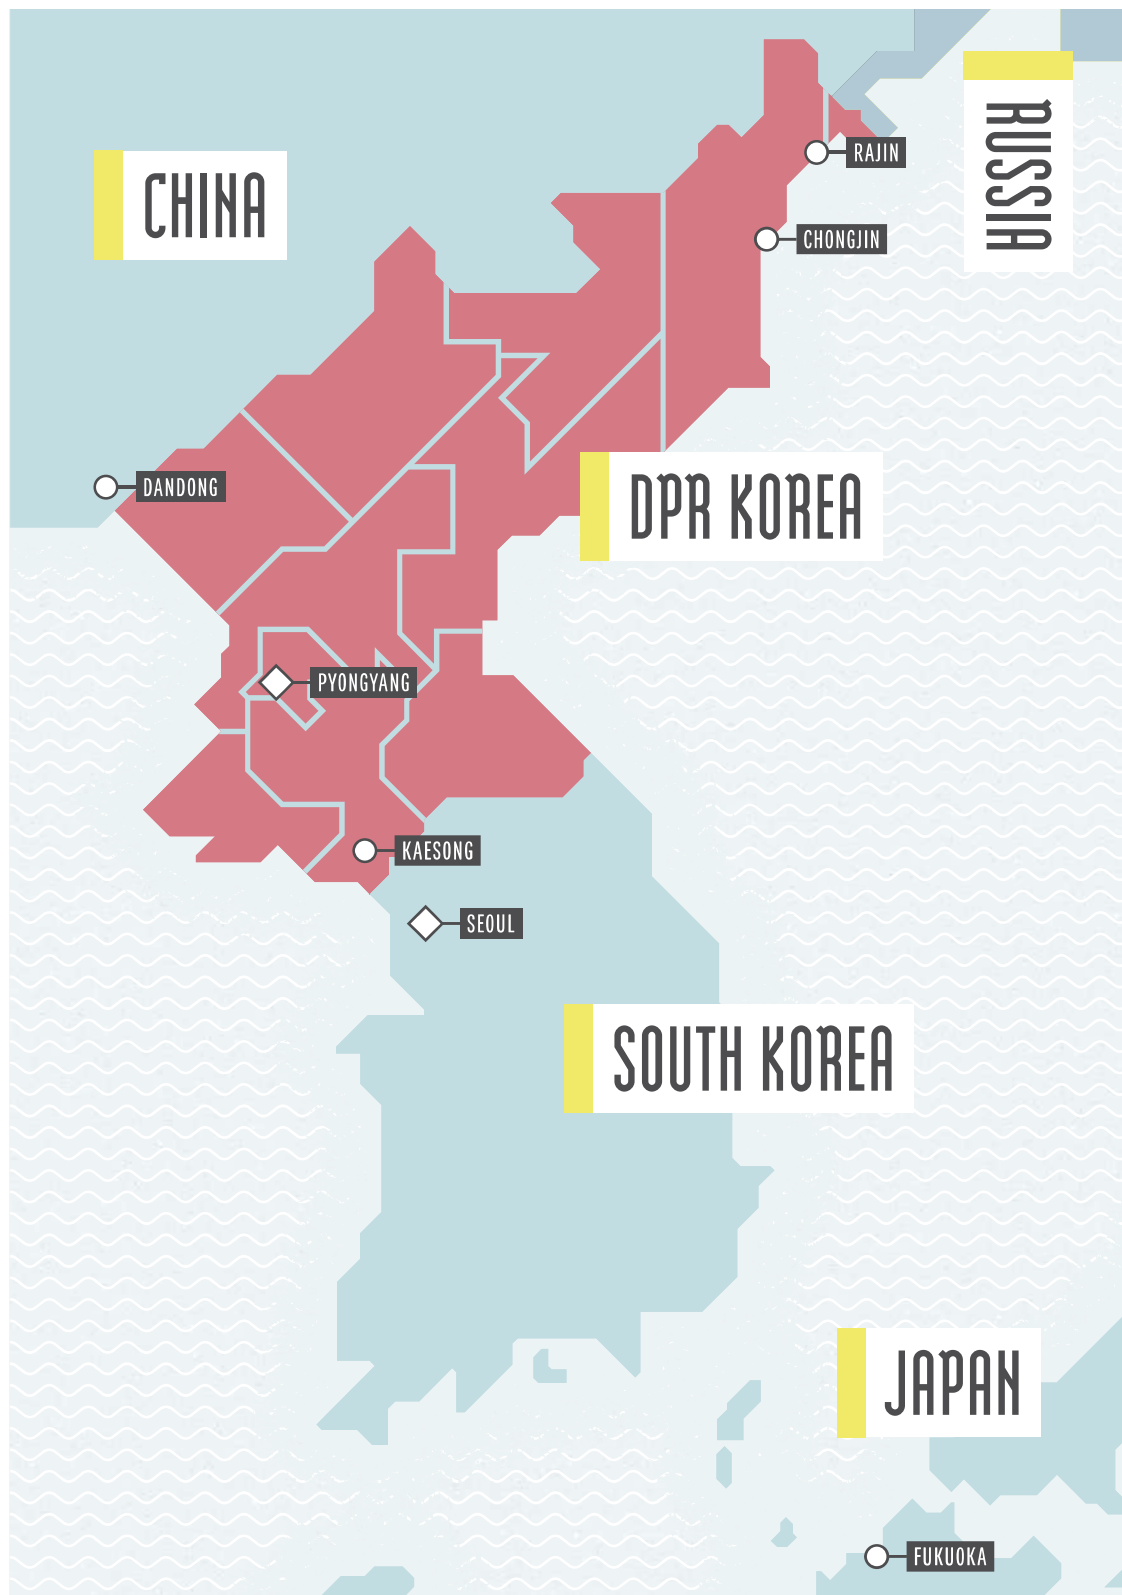 RUSSIA
RAJIN
CHINA
CHONGJIN
DPR KOREA
DANDONG
PYONGYANG
KAESONG
SEOUL
SOUTH KOREA
JAPAN
FUKUOKA